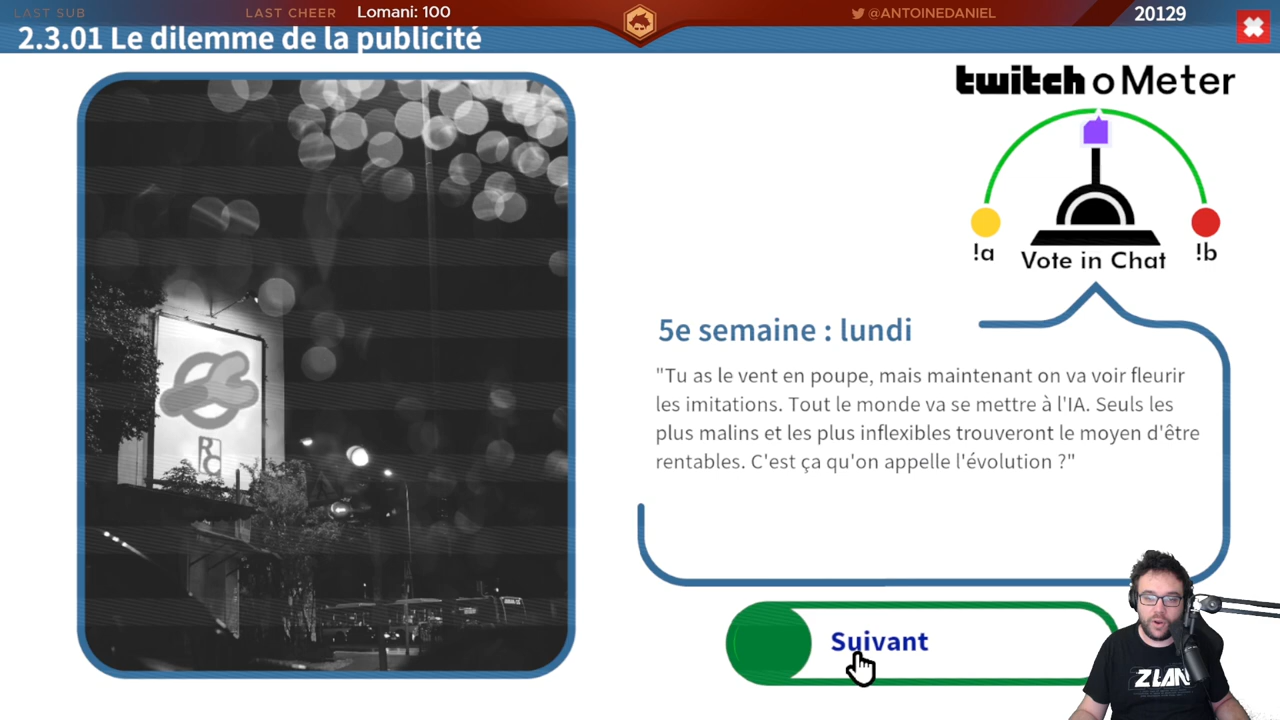 LAST SUB
LAST CHEER Lomani: 100
@ANTOINEDANIEL
20129
2.3.01 Le dilemme de la publicité
twitch o Meter
!a
Vote in Chat
!b
5e semaine : lundi
"Tu as le vent en poupe, mais maintenant on va voir fleurir
les imitations. Tout le monde va se mettre à l'IA. Seuls les
plus malins et les plus inflexibles trouveront le moyen d'être
rentables. C'est ça qu'on appelle l'évolution ?"
Suivant
ZLAN